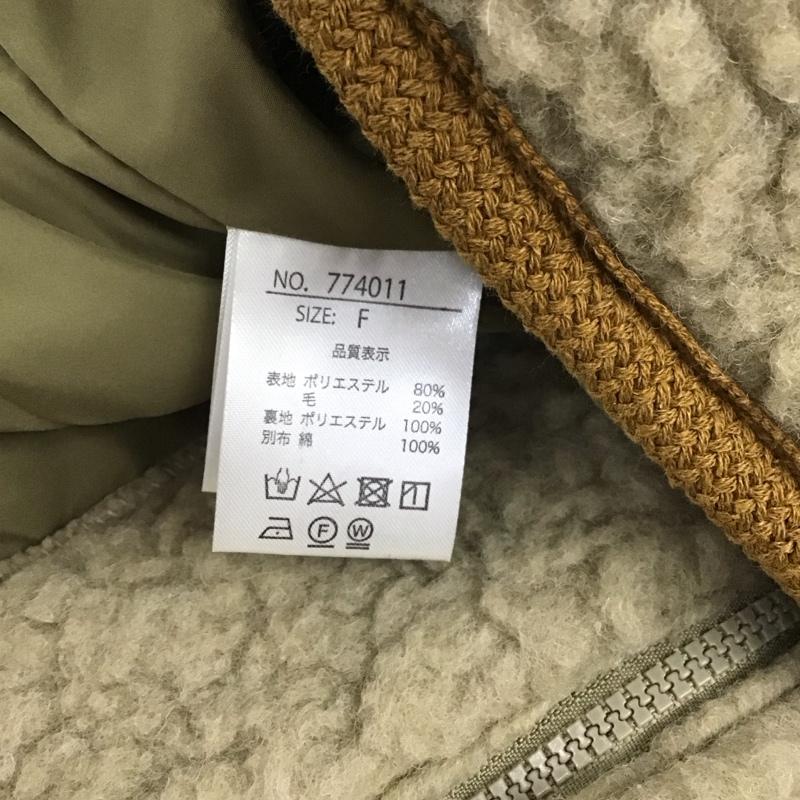 NO. 774011
SIZE: F
品質表示
表地 ポリエステル 80%
毛 20%
裏地 ポリエステル 100%
別布 綿 100%
F W